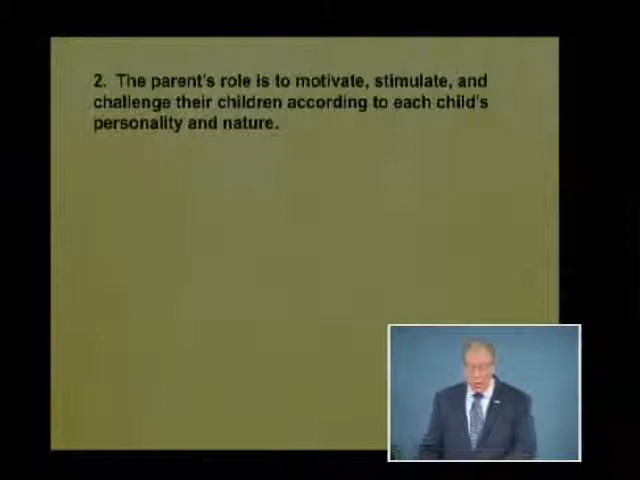 2. The parent's role is to motivate, stimulate, and
challenge their children according to each child's
personality and nature.